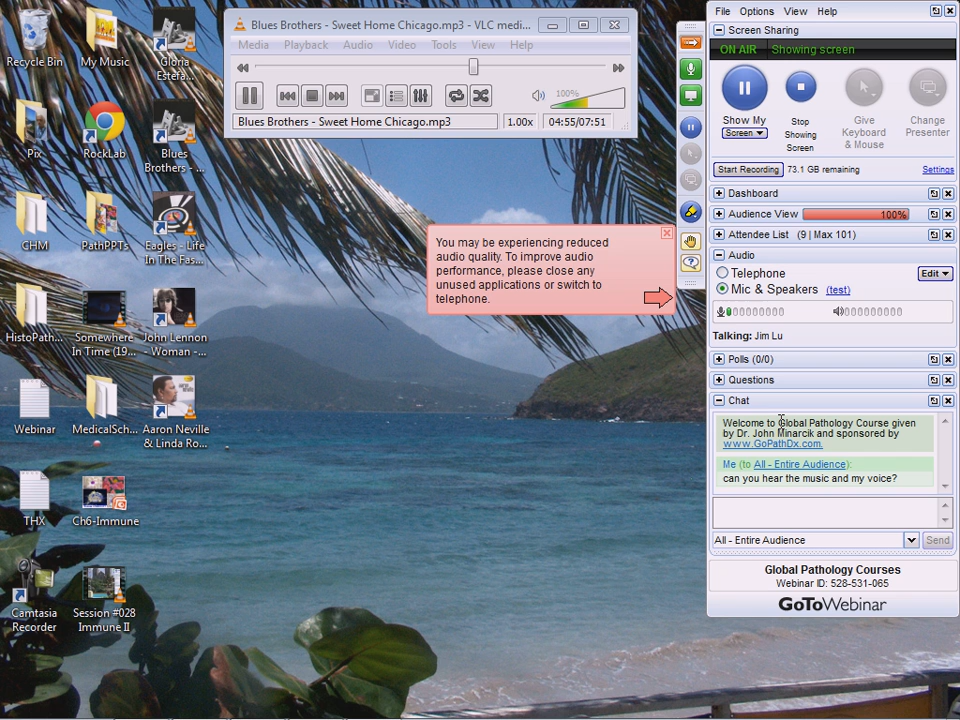 Recycle Bin
My Music
Gloria
Estefa...
Pix
RockLab
Blues
Brothers - ...
CHM
PathPPTs
Eagles - Life
In The Fas...
HistoPath...
Somewhere
In Time (19...
John Lennon
- Woman -...
Webinar
MedicalSch...
Aaron Neville
& Linda Ro...
THX
Ch6-Immune
Camtasia
Recorder
Session #028
Immune II
Blues Brothers - Sweet Home Chicago.mp3 - VLC medi...
Media Playback Audio Video Tools View Help
100%
Blues Brothers - Sweet Home Chicago.mp3 1.00x 04:55/07:51
You may be experiencing reduced
audio quality. To improve audio
performance, please close any
unused applications or switch to
telephone.
File Options View Help
Screen Sharing
ON AIR Showing screen
Show My
Screen
Stop
Showing
Screen
Give
Keyboard
& Mouse
Change
Presenter
Start Recording 73.1 GB remaining Settings
Dashboard
Audience View 100%
Attendee List (9 | Max 101)
Audio
Telephone Edit
Mic & Speakers (test)
Talking: Jim Lu
Polls (0/0)
Questions
Chat
Welcome to Global Pathology Course given
by Dr. John Minarcik and sponsored by
www.GoPathDx.com.
Me (to All - Entire Audience):
can you hear the music and my voice?
All - Entire Audience Send
Global Pathology Courses
Webinar ID: 528-531-065
GoToWebinar